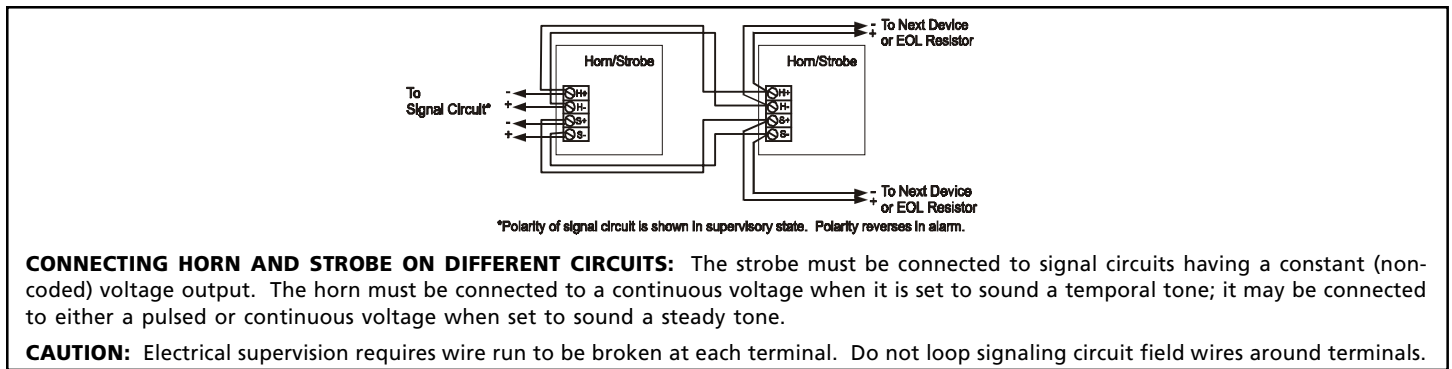 - To Next Device
+ or EOL Resistor
Horn/Strobe
Horn/Strobe
To
Signal Circuit*
- H+
+ H-
- S+
+ S-
H+
H-
S+
S-
- To Next Device
+ or EOL Resistor
*Polarity of signal circuit is shown in supervisory state. Polarity reverses in alarm.
CONNECTING HORN AND STROBE ON DIFFERENT CIRCUITS: The strobe must be connected to signal circuits having a constant (non-
coded) voltage output. The horn must be connected to a continuous voltage when it is set to sound a temporal tone; it may be connected
to either a pulsed or continuous voltage when set to sound a steady tone.
CAUTION: Electrical supervision requires wire run to be broken at each terminal. Do not loop signaling circuit field wires around terminals.